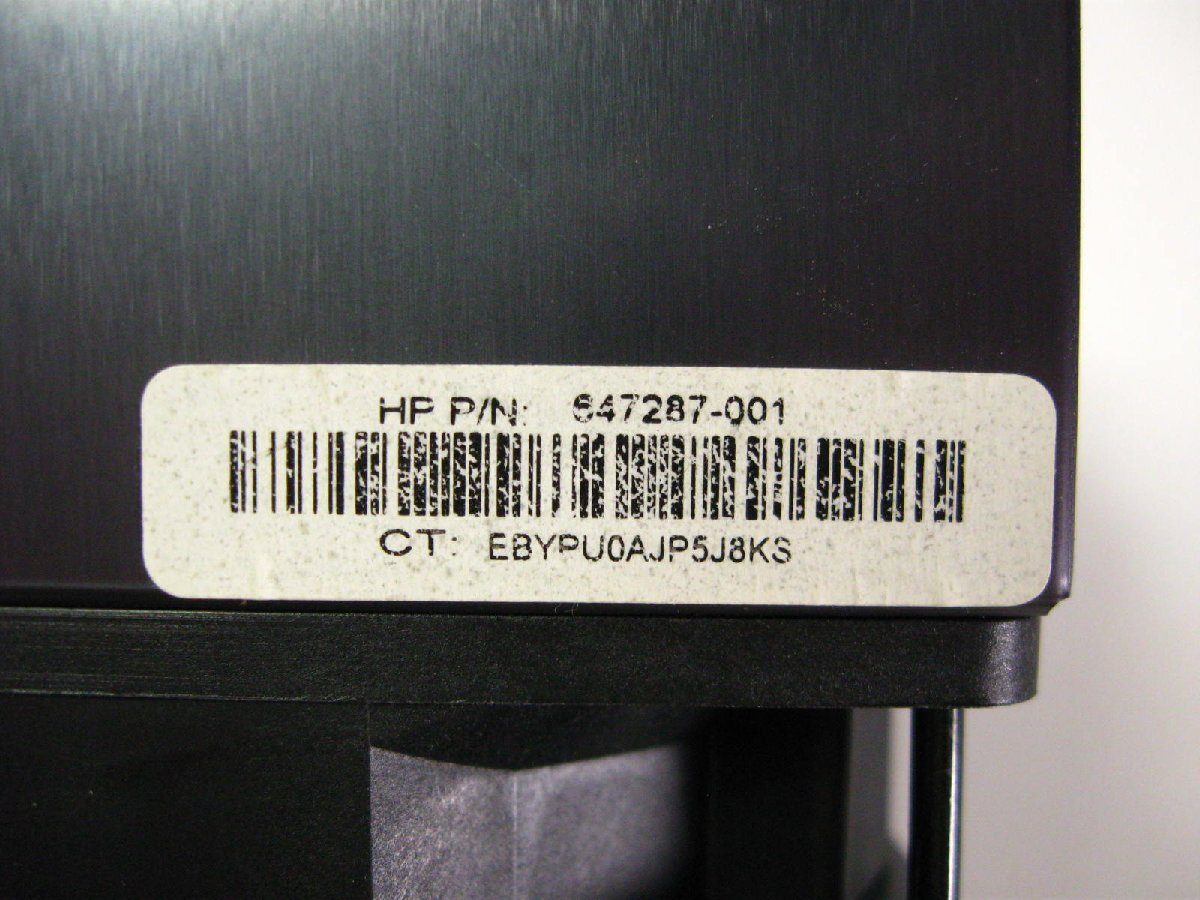 HP P/N: 647287-001
CT: EBYPU0AJP5J8KS